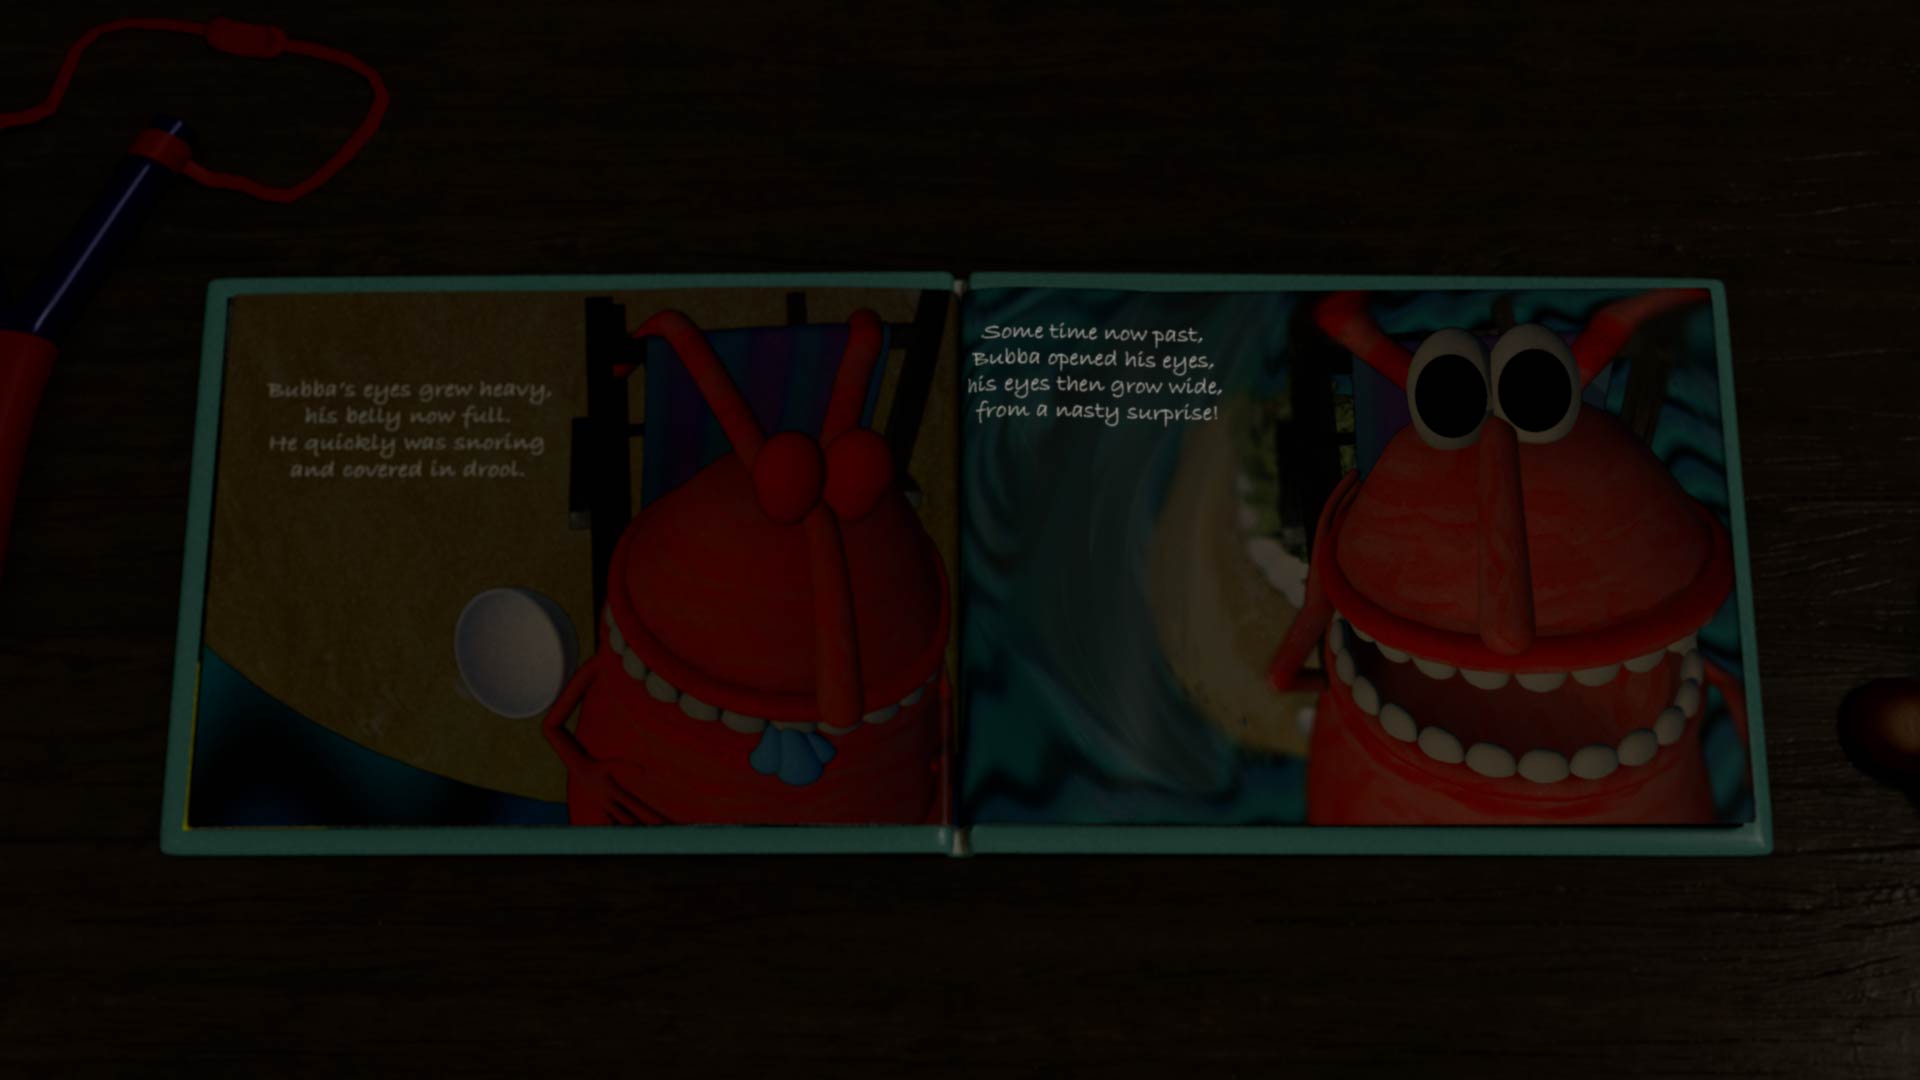 Bubba's eyes grew heavy,
his belly now full.
He quickly was snoring
and covered in drool.
Some time now past,
Bubba opened his eyes,
his eyes then grow wide,
from a nasty surprise!